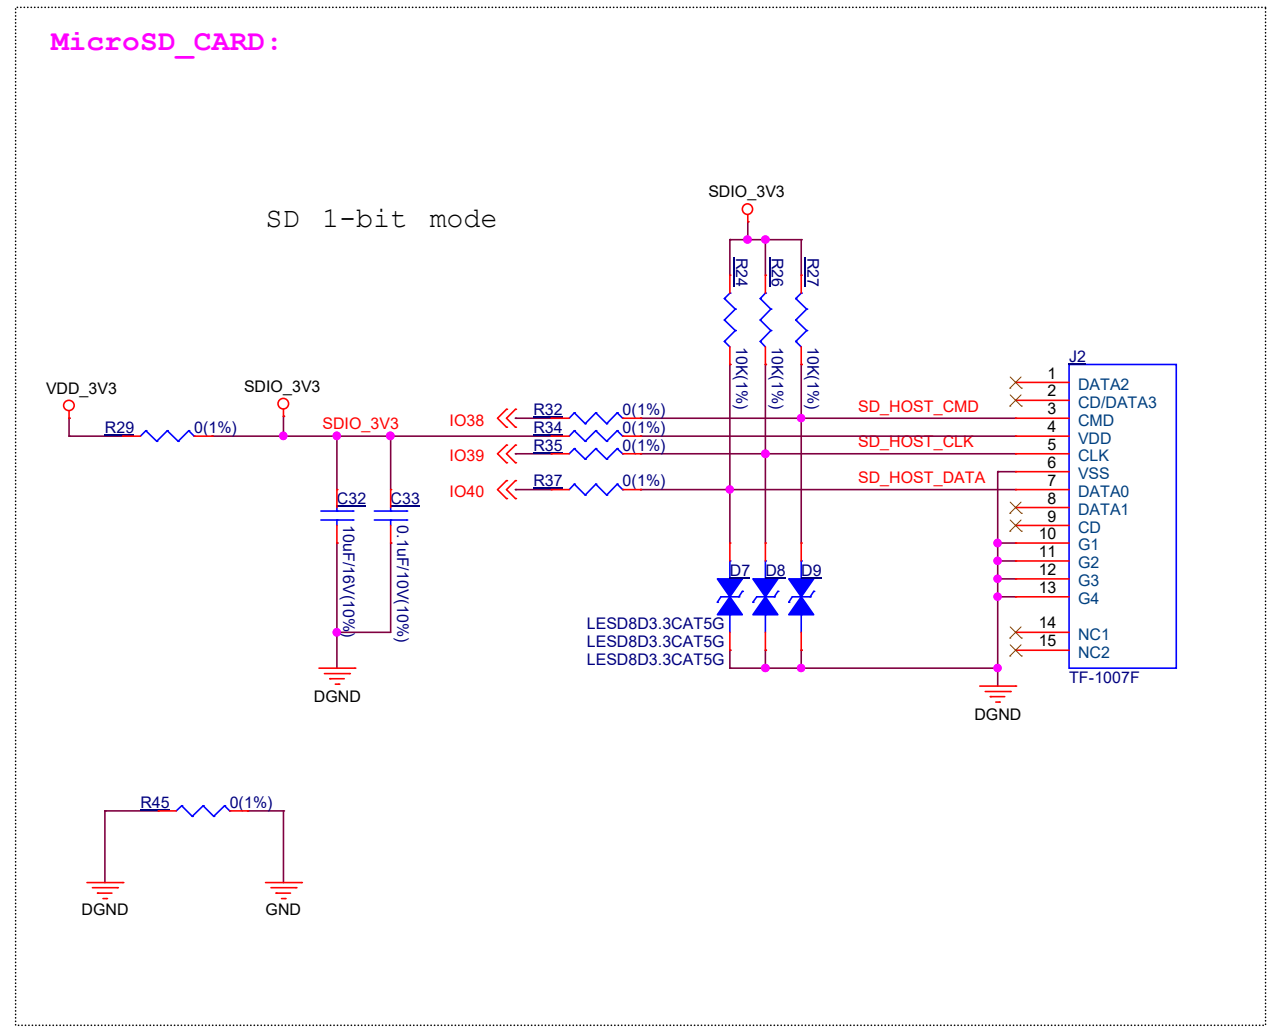 MicroSD_CARD:
SD 1-bit mode
SDIO_3V3
R24
R26
R27
10K(1%)
10K(1%)
10K(1%)
VDD_3V3
SDIO_3V3
R29
0(1%)
SDIO_3V3
IO38
R32
0(1%)
SD_HOST_CMD
R34
0(1%)
IO39
R35
0(1%)
SD_HOST_CLK
IO40
R37
0(1%)
SD_HOST_DATA
C32
10uF/16V(10%)
C33
0.1uF/10V(10%)
DGND
D7
D8
D9
LESD8D3.3CAT5G
LESD8D3.3CAT5G
LESD8D3.3CAT5G
J2
1 DATA2
2 CD/DATA3
3 CMD
4 VDD
5 CLK
6 VSS
7 DATA0
8 DATA1
9 CD
10 G1
11 G2
12 G3
13 G4
14 NC1
15 NC2
TF-1007F
DGND
R45
0(1%)
DGND
GND